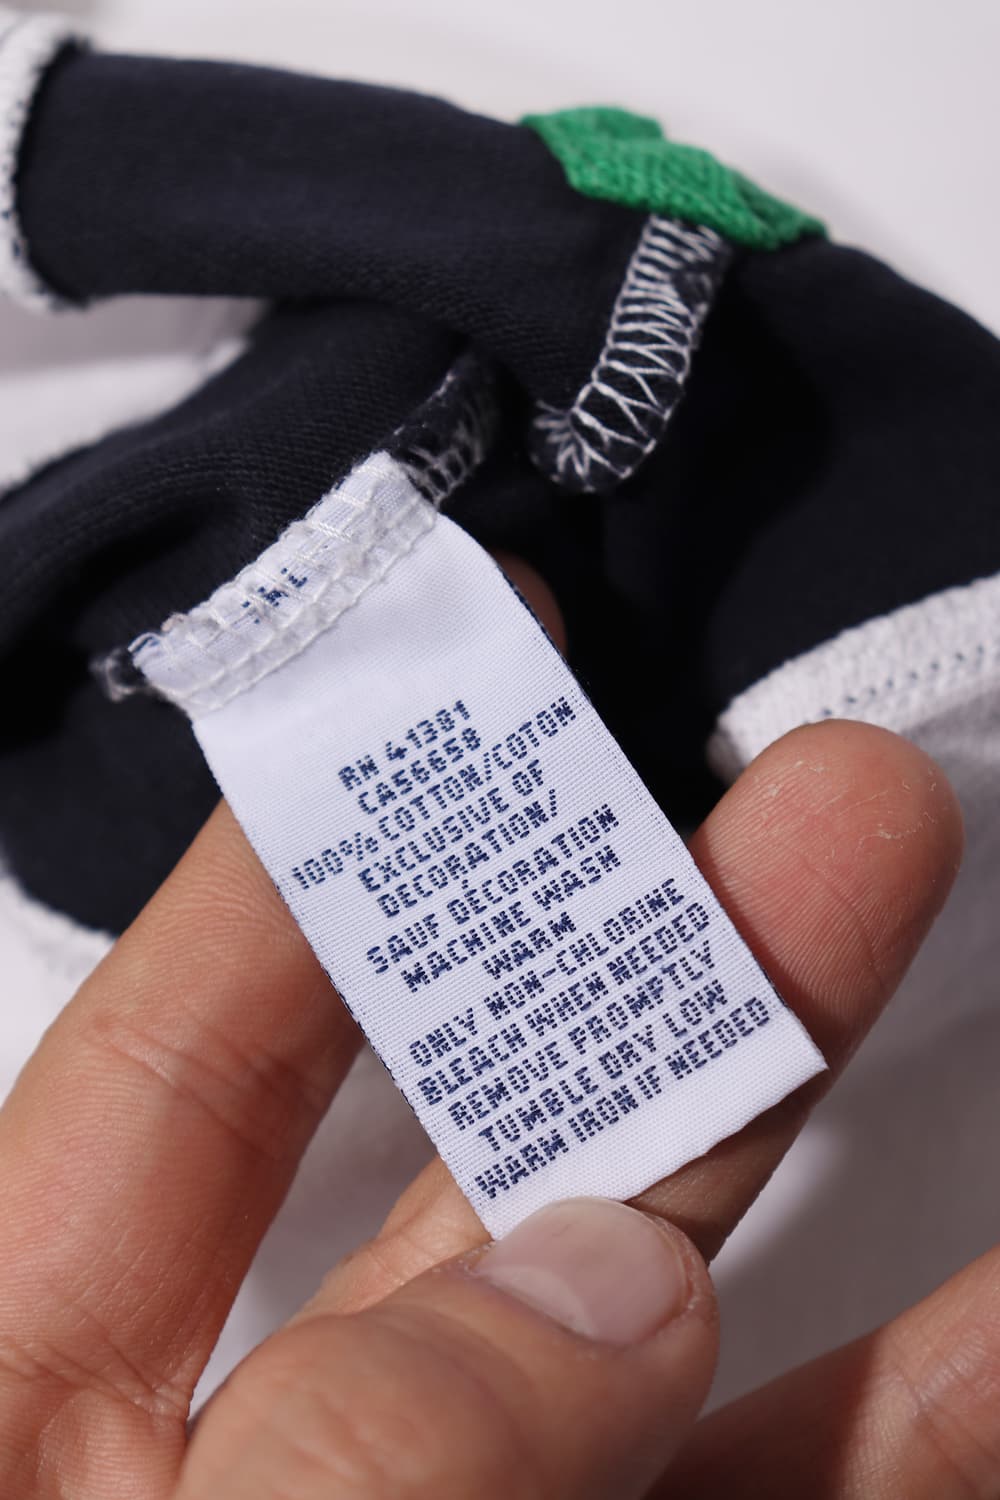 RN 41381
CA56658
100% COTTON/COTON
EXCLUSIVE OF
DECORATION/
SAUF DÉCORATION
MACHINE WASH
WARM
ONLY NON-CHLORINE
BLEACH WHEN NEEDED
REMOVE PROMPTLY
TUMBLE DRY LOW
WARM IRON IF NEEDED